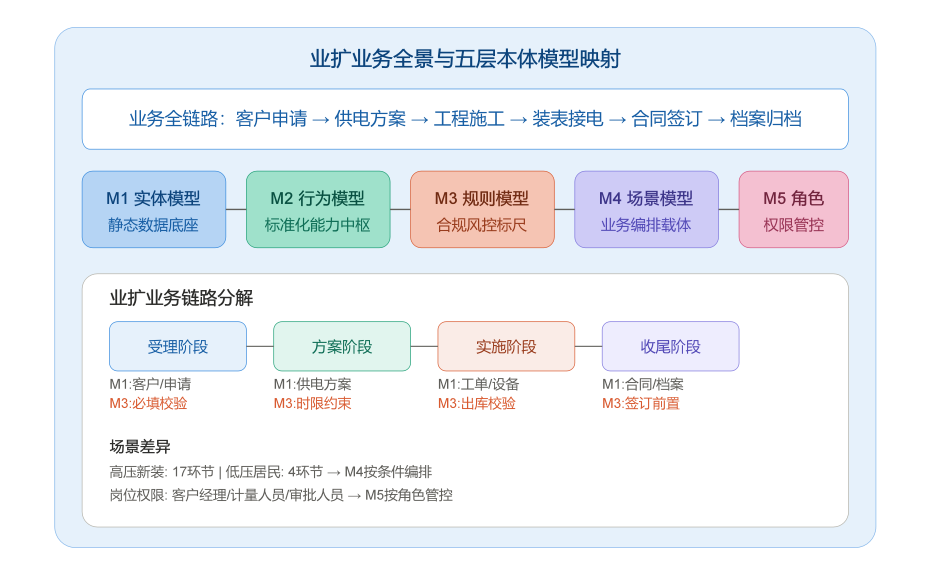 业扩业务全景与五层本体模型映射
业务全链路：客户申请 → 供电方案 → 工程施工 → 装表接电 → 合同签订 → 档案归档
M1 实体模型
静态数据底座
M2 行为模型
标准化能力中枢
M3 规则模型
合规风控标尺
M4 场景模型
业务编排载体
M5 角色
权限管控
业扩业务链路分解
受理阶段
M1:客户/申请
M3:必填校验
方案阶段
M1:供电方案
M3:时限约束
实施阶段
M1:工单/设备
M3:出库校验
收尾阶段
M1:合同/档案
M3:签订前置
场景差异
高压新装: 17环节 | 低压居民: 4环节 → M4按条件编排
岗位权限: 客户经理/计量人员/审批人员 → M5按角色管控